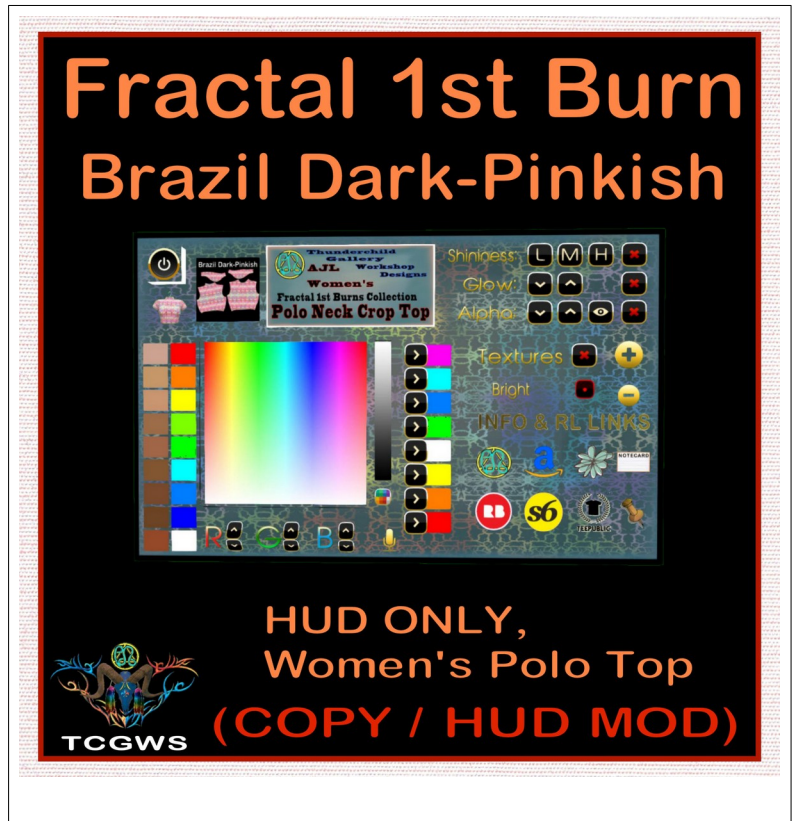 Fractal 1st Burn
Brazil Dark-Pinkish
Brazil Dark-Pinkish
Thunderchild
Gallery
AJL Workshop
Designs
Women's
Fractal 1st Burns Collection
Polo Neck Crop Top
Shininess: L M H
Glow:
Alpha:
Textures
Bright
INFO & RL LINKS
a
NOTECARD
RB
s6
TEEPUBLIC
R G B
HUD ONLY,
Women's Polo Top
(COPY / HUD MOD)
TCGWS